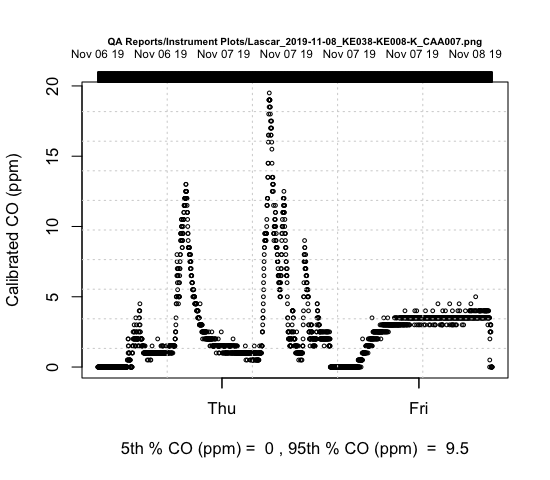 QA Reports/Instrument Plots/Lascar_2019-11-08_KE038-KE008-K_CAA007.png
Nov 06 19 Nov 06 19 Nov 07 19 Nov 07 19 Nov 07 19 Nov 07 19 Nov 08 19
20
15
10
5
0
Calibrated CO (ppm)
Thu Fri
5th % CO (ppm) = 0 , 95th % CO (ppm) = 9.5